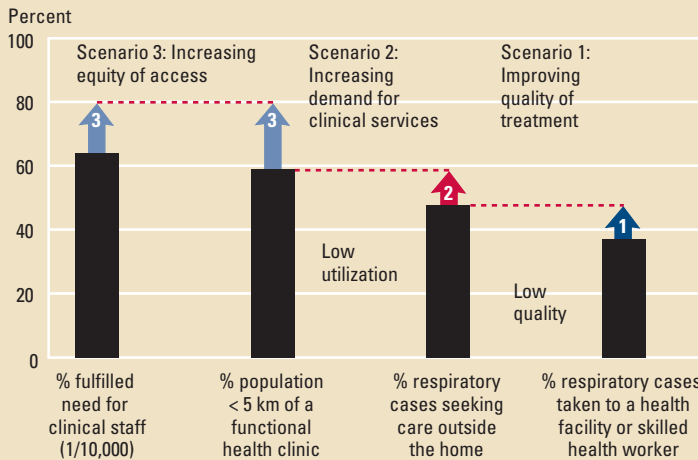 Percent
100
80
60
40
20
0
Scenario 3: Increasing
equity of access
Scenario 2:
Increasing
demand for
clinical services
Scenario 1:
Improving
quality of
treatment
3
3
2
1
Low
utilization
Low
quality
% fulfilled
need for
clinical staff
(1/10,000)
% population
< 5 km of a
functional
health clinic
% respiratory
cases seeking
care outside
the home
% respiratory cases
taken to a health
facility or skilled
health worker